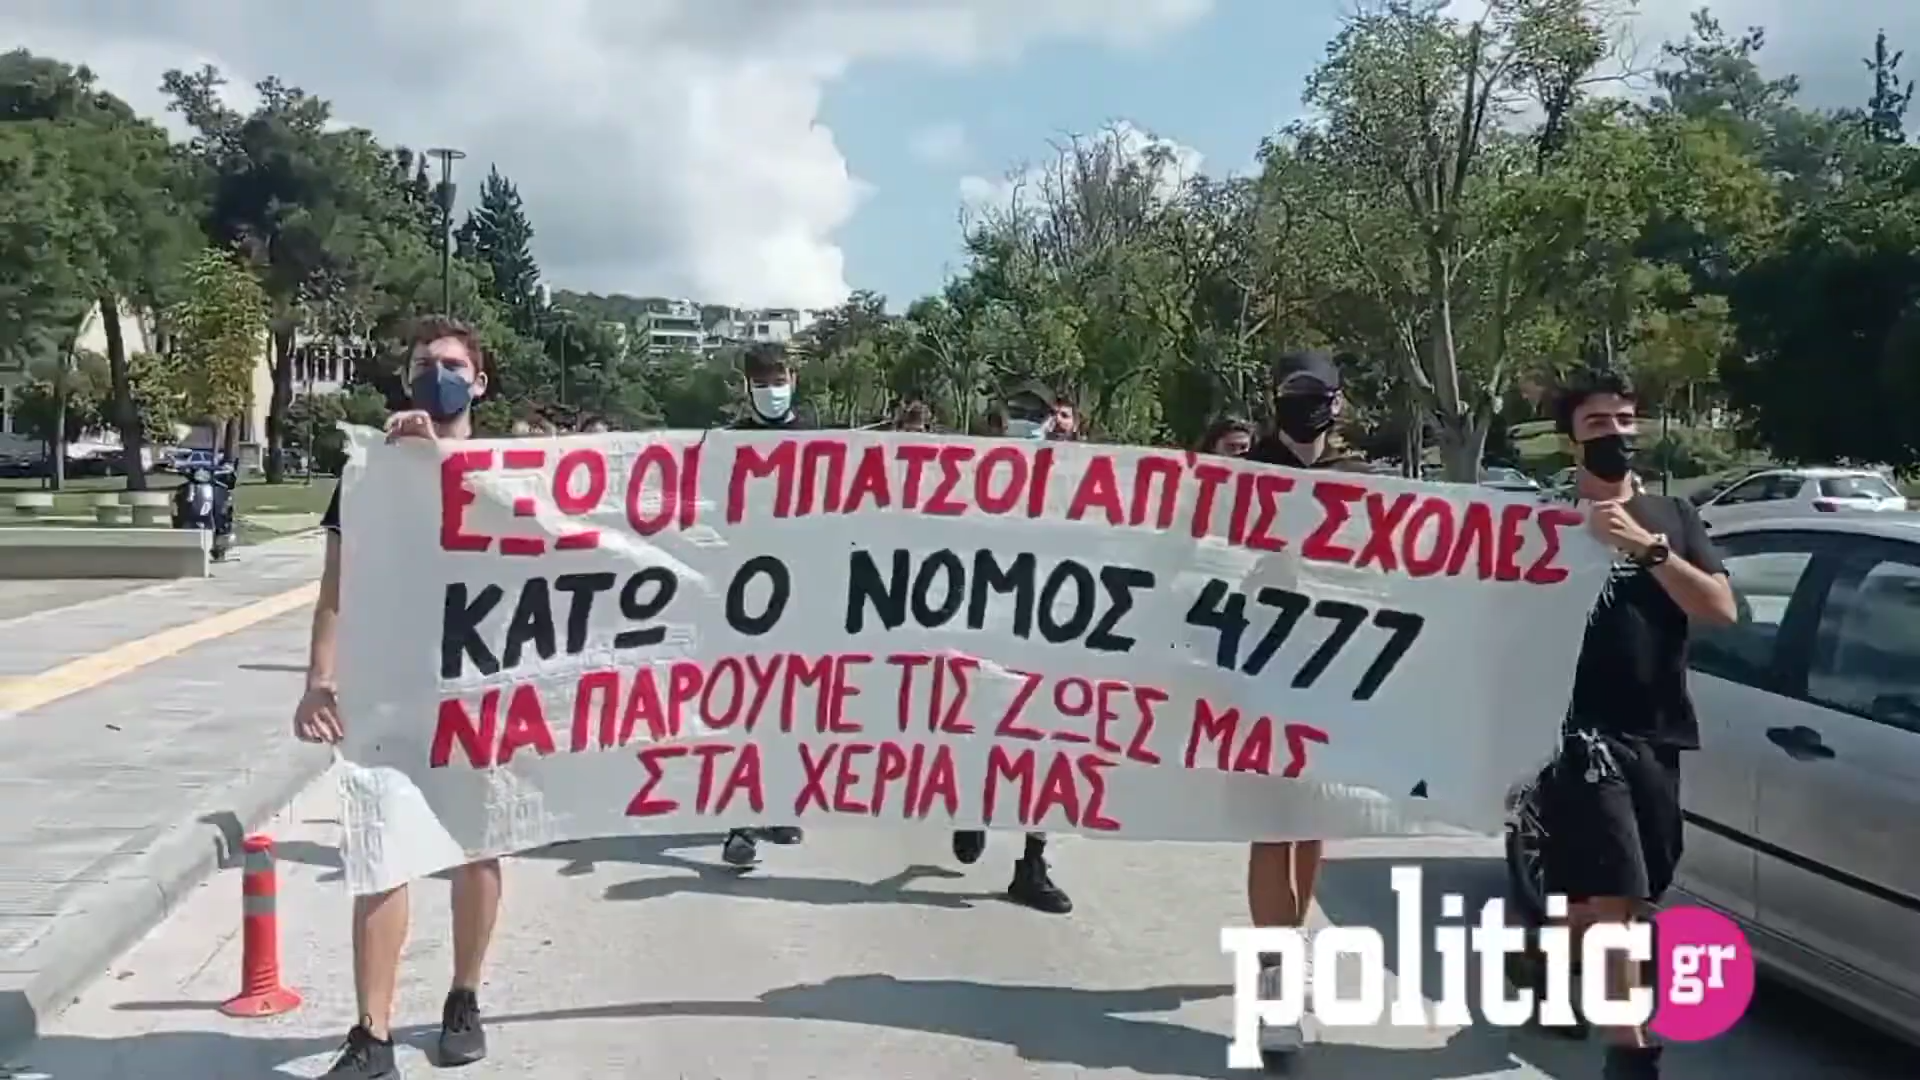 ΕΞΩ ΟΙ ΜΠΑΤΣΟΙ ΑΠ'ΤΙΣ ΣΧΟΛΕΣ
ΚΑΤΩ Ο ΝΟΜΟΣ 4777
ΝΑ ΠΑΡΟΥΜΕ ΤΙΣ ΖΩΕΣ ΜΑΣ
ΣΤΑ ΧΕΡΙΑ ΜΑΣ
politic gr